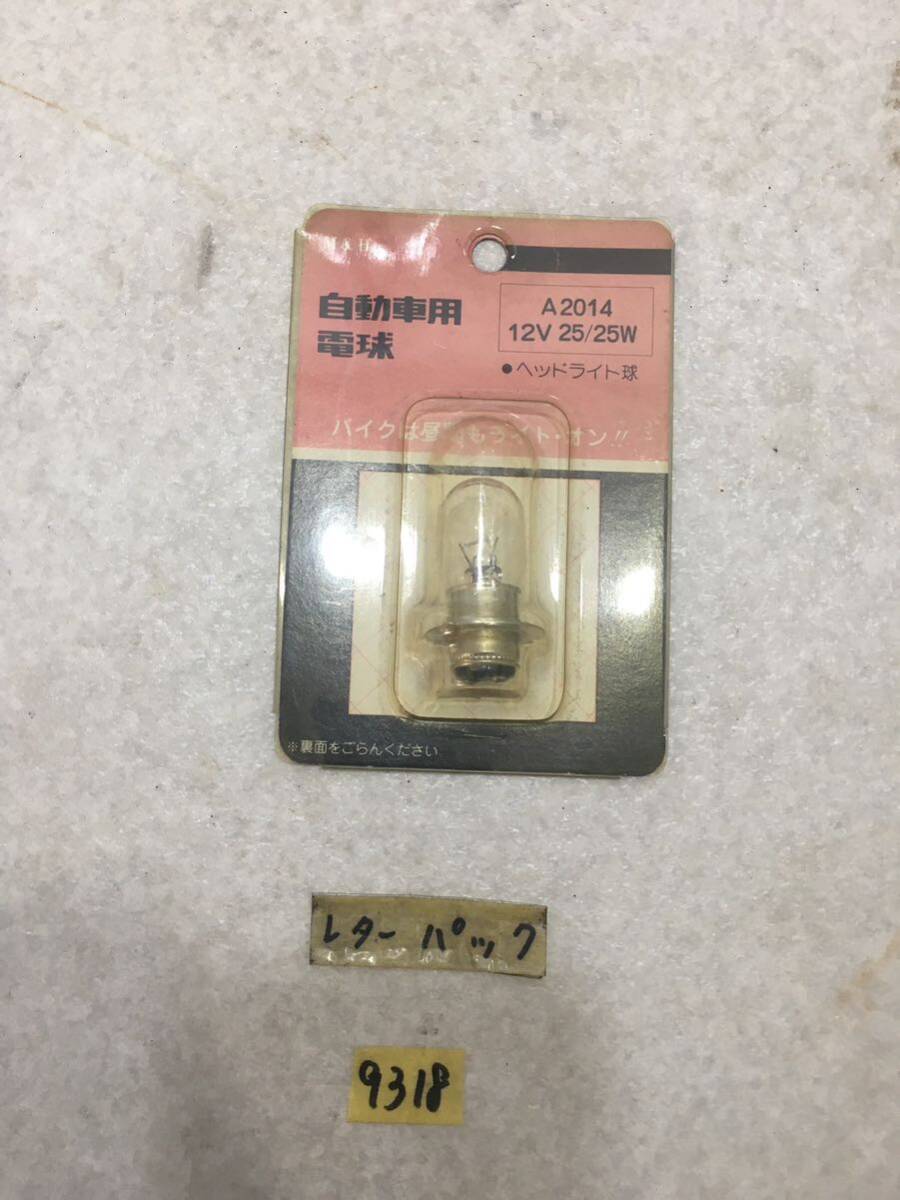 M&H
自動車用
電球
A2014
12V 25/25W
●ヘッドライト球
バイクは昼間もライト・オン!!
※裏面をごらんください
レターパック
9318